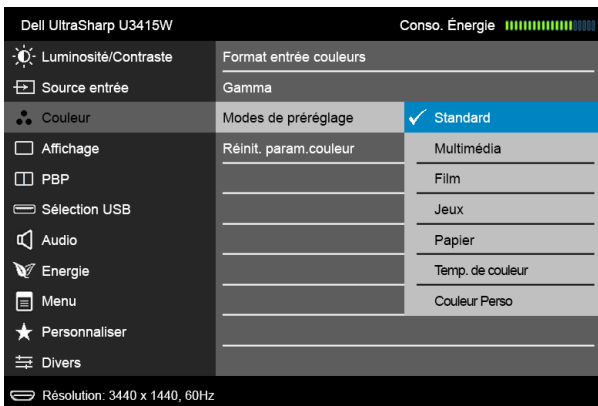 Dell UltraSharp U3415W
Conso. Énergie
Luminosité/Contraste
Format entrée couleurs
Source entrée
Gamma
Couleur
Modes de préréglage
Standard
Affichage
Réinit. param.couleur
Multimédia
PBP
Film
Sélection USB
Jeux
Audio
Papier
Energie
Temp. de couleur
Menu
Couleur Perso
Personnaliser
Divers
Résolution: 3440 x 1440, 60Hz